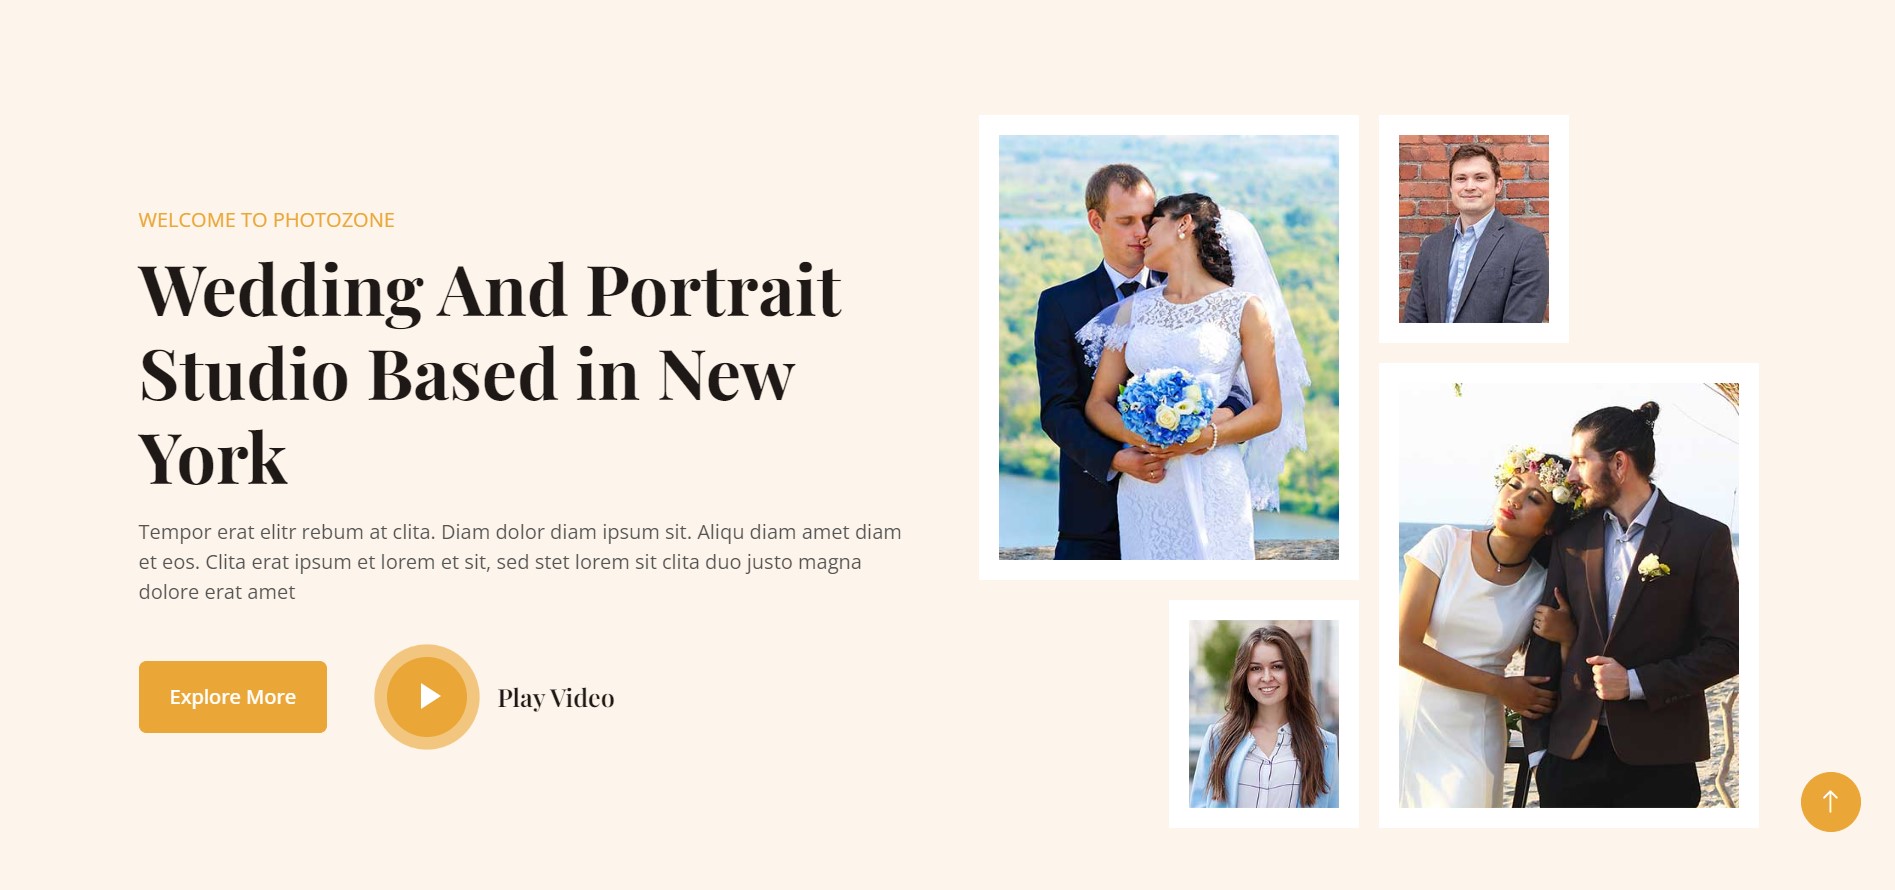 WELCOME TO PHOTOZONE
Wedding And Portrait
Studio Based in New
York
Tempor erat elitr rebum at clita. Diam dolor diam ipsum sit. Aliqu diam amet diam
et eos. Clita erat ipsum et lorem et sit, sed stet lorem sit clita duo justo magna
dolore erat amet
Explore More
Play Video